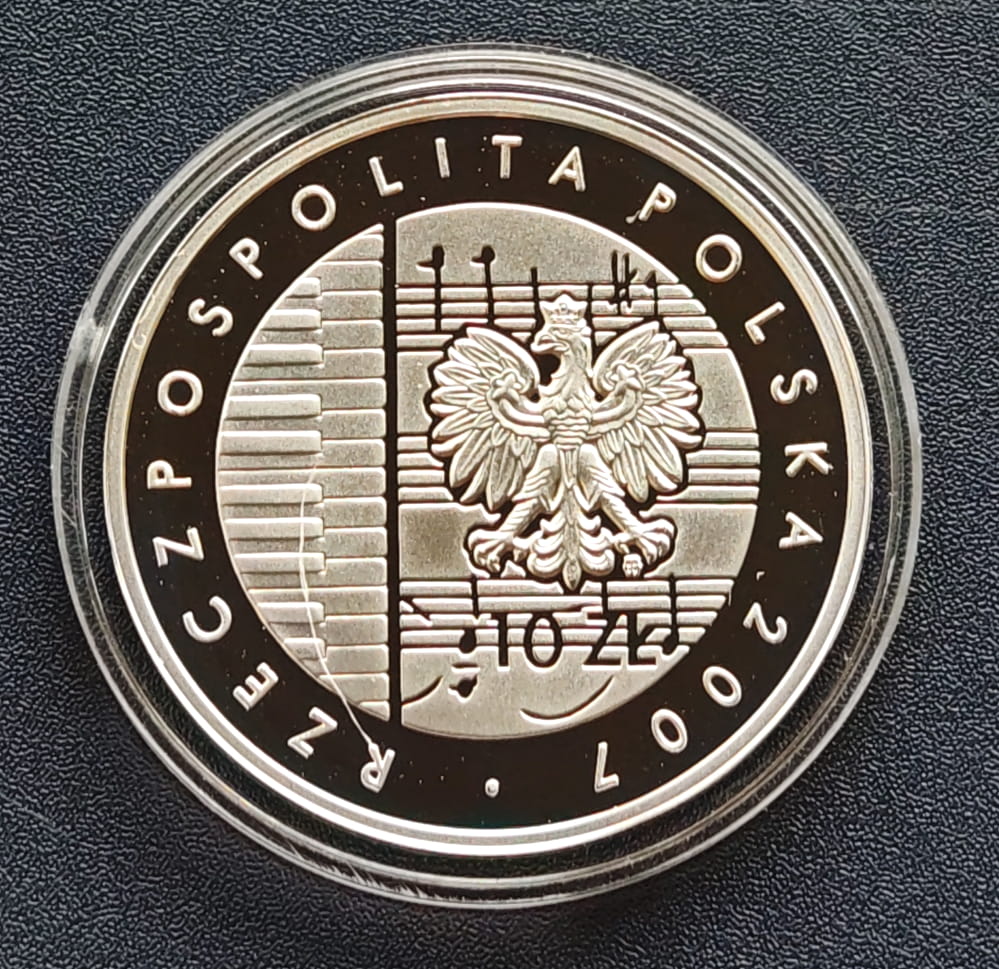 RZECZPOSPOLITA POLSKA 2007
10 ZŁ